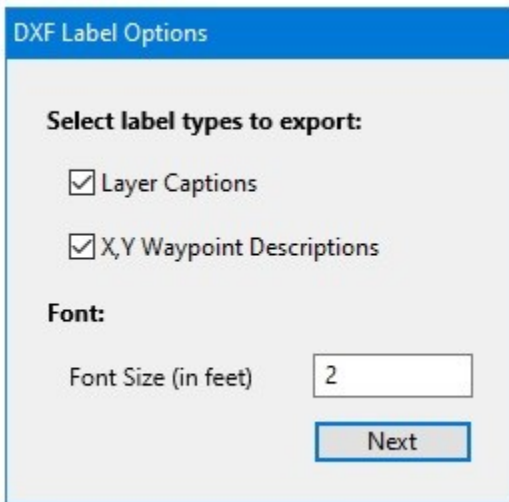 DXF Label Options
Select label types to export:
Layer Captions
X,Y Waypoint Descriptions
Font:
Font Size (in feet) 2
Next